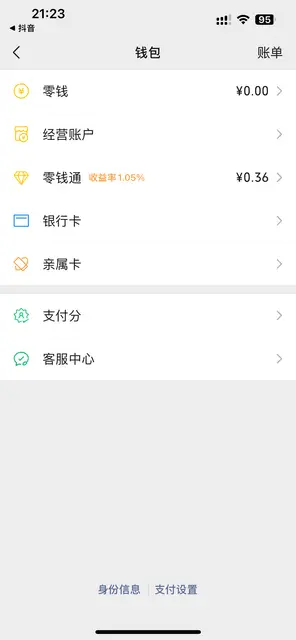 21:23
95
◀ 抖音
钱包
账单
零钱 ¥0.00
经营账户
零钱通 收益率1.05% ¥0.36
银行卡
亲属卡
支付分
客服中心
身份信息 支付设置